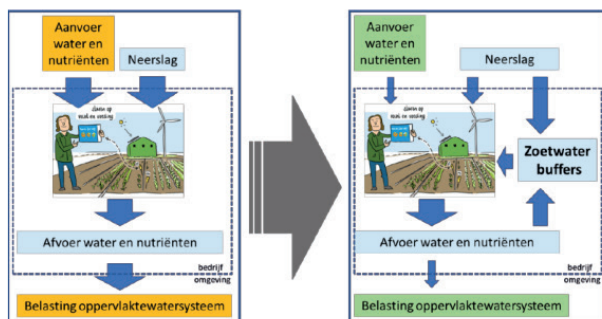 Aanvoer
water en
nutriënten
Neerslag
Afvoer water en nutriënten
bedrijf
omgeving
Belasting oppervlaktewatersysteem
Aanvoer
water en
nutriënten
Neerslag
Zoetwater
buffers
Afvoer water en nutriënten
bedrijf
omgeving
Belasting oppervlaktewatersysteem